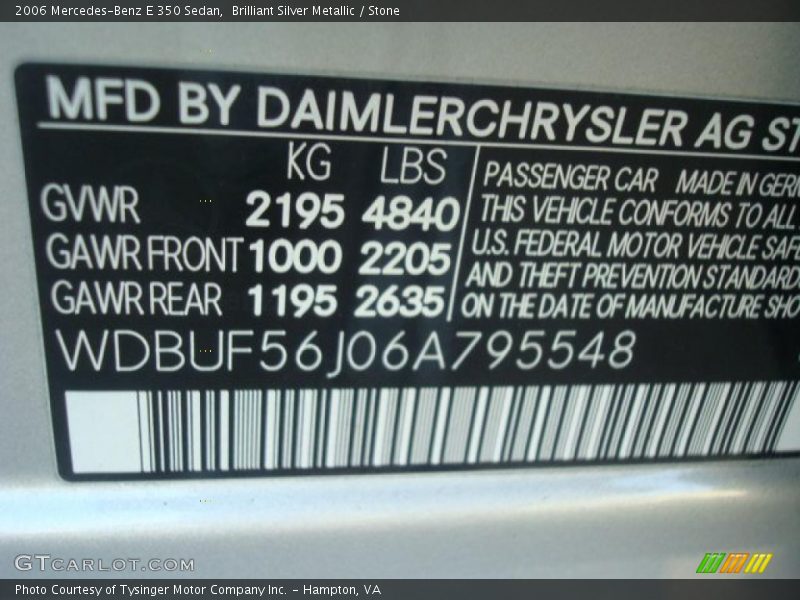 2006 Mercedes-Benz E 350 Sedan, Brilliant Silver Metallic / Stone
MFD BY DAIMLERCHRYSLER AG ST
KG LBS
GVWR 2195 4840
GAWR FRONT 1000 2205
GAWR REAR 1195 2635
PASSENGER CAR MADE IN GER
THIS VEHICLE CONFORMS TO ALL
U.S. FEDERAL MOTOR VEHICLE SAFE
AND THEFT PREVENTION STANDARDS
ON THE DATE OF MANUFACTURE SHO
WDBUF56J06A795548
GTCARLOT.COM
Photo Courtesy of Tysinger Motor Company Inc. - Hampton, VA